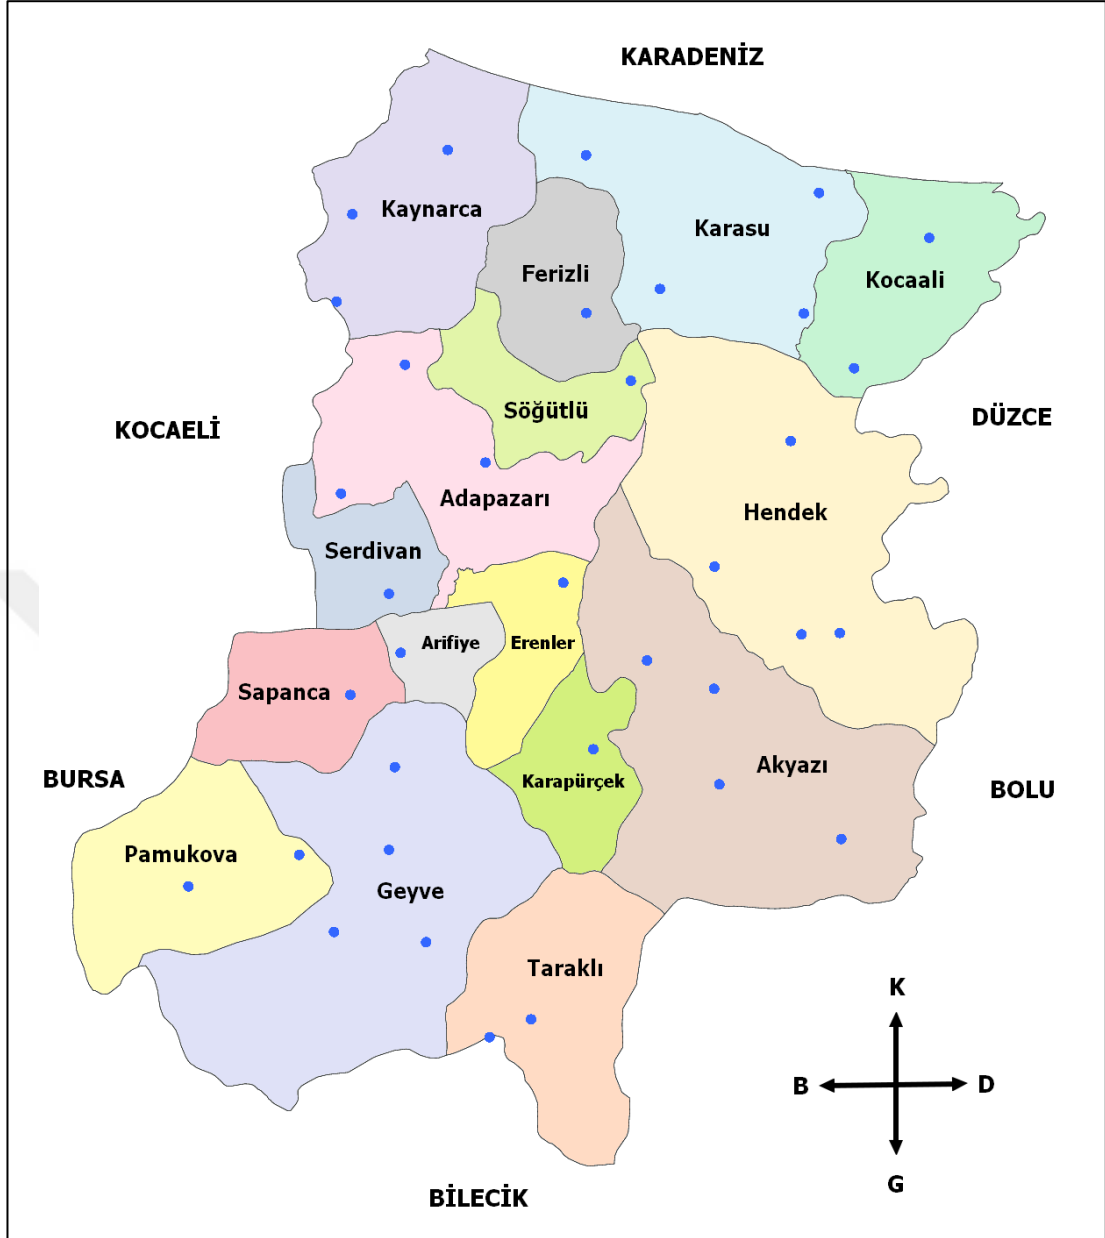 KARADENİZ
Kaynarca
Karasu
Ferizli
Kocaali
Söğütlü
KOCAELİ
DÜZCE
Adapazarı
Hendek
Serdivan
Arifiye
Erenler
Sapanca
BURSA
Karapürçek
Akyazı
BOLU
Pamukova
Geyve
Taraklı
K
B
D
G
BİLECİK